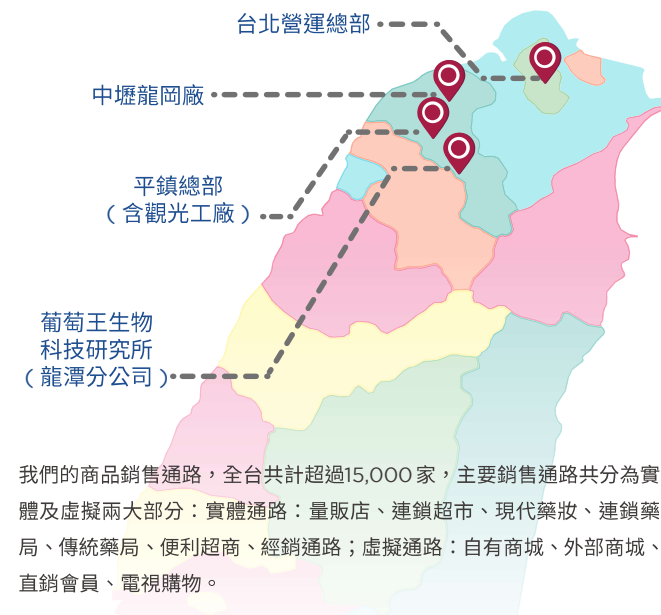 台北營運總部
中壢龍岡廠
平鎮總部
（含觀光工廠）
葡萄王生物
科技研究所
（龍潭分公司）
我們的商品銷售通路，全台共計超過15,000家，主要銷售通路共分為實
體及虛擬兩大部分：實體通路：量販店、連鎖超市、現代藥妝、連鎖藥
局、傳統藥局、便利超商、經銷通路；虛擬通路：自有商城、外部商城、
直銷會員、電視購物。